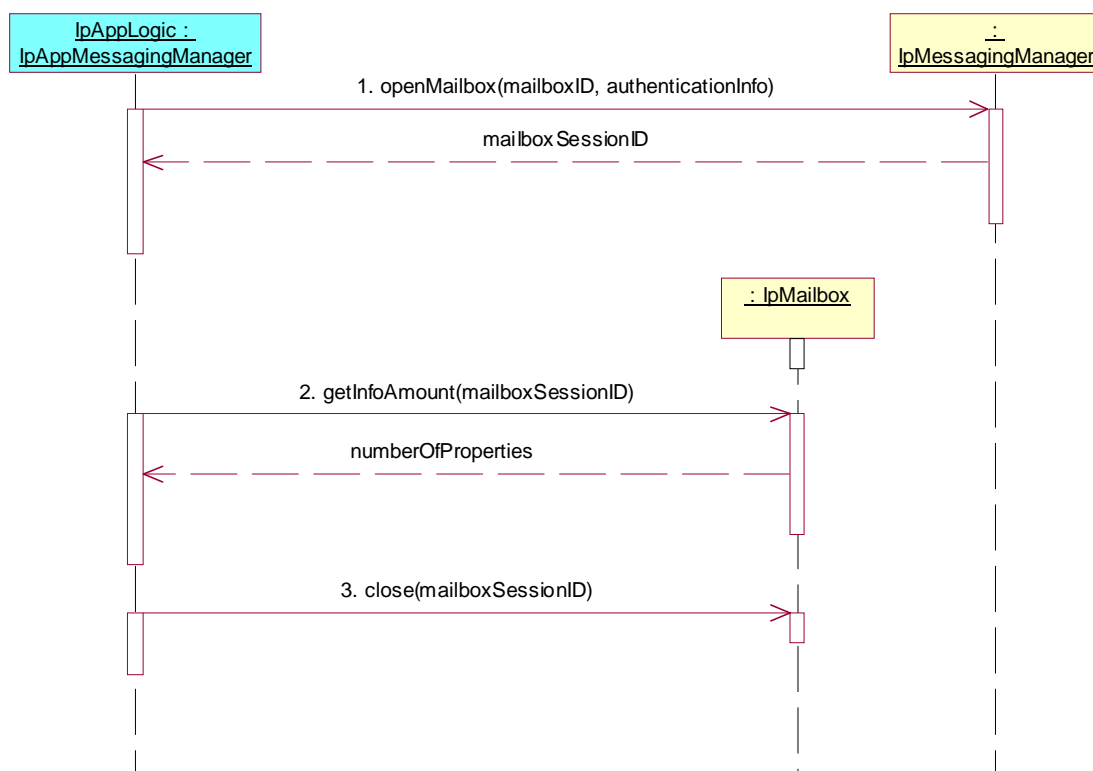 IpAppLogic :
IpAppMessagingManager
:
IpMessagingManager
1. openMailbox(mailboxID, authenticationInfo)
mailboxSessionID
: IpMailbox
2. getInfoAmount(mailboxSessionID)
numberOfProperties
3. close(mailboxSessionID)